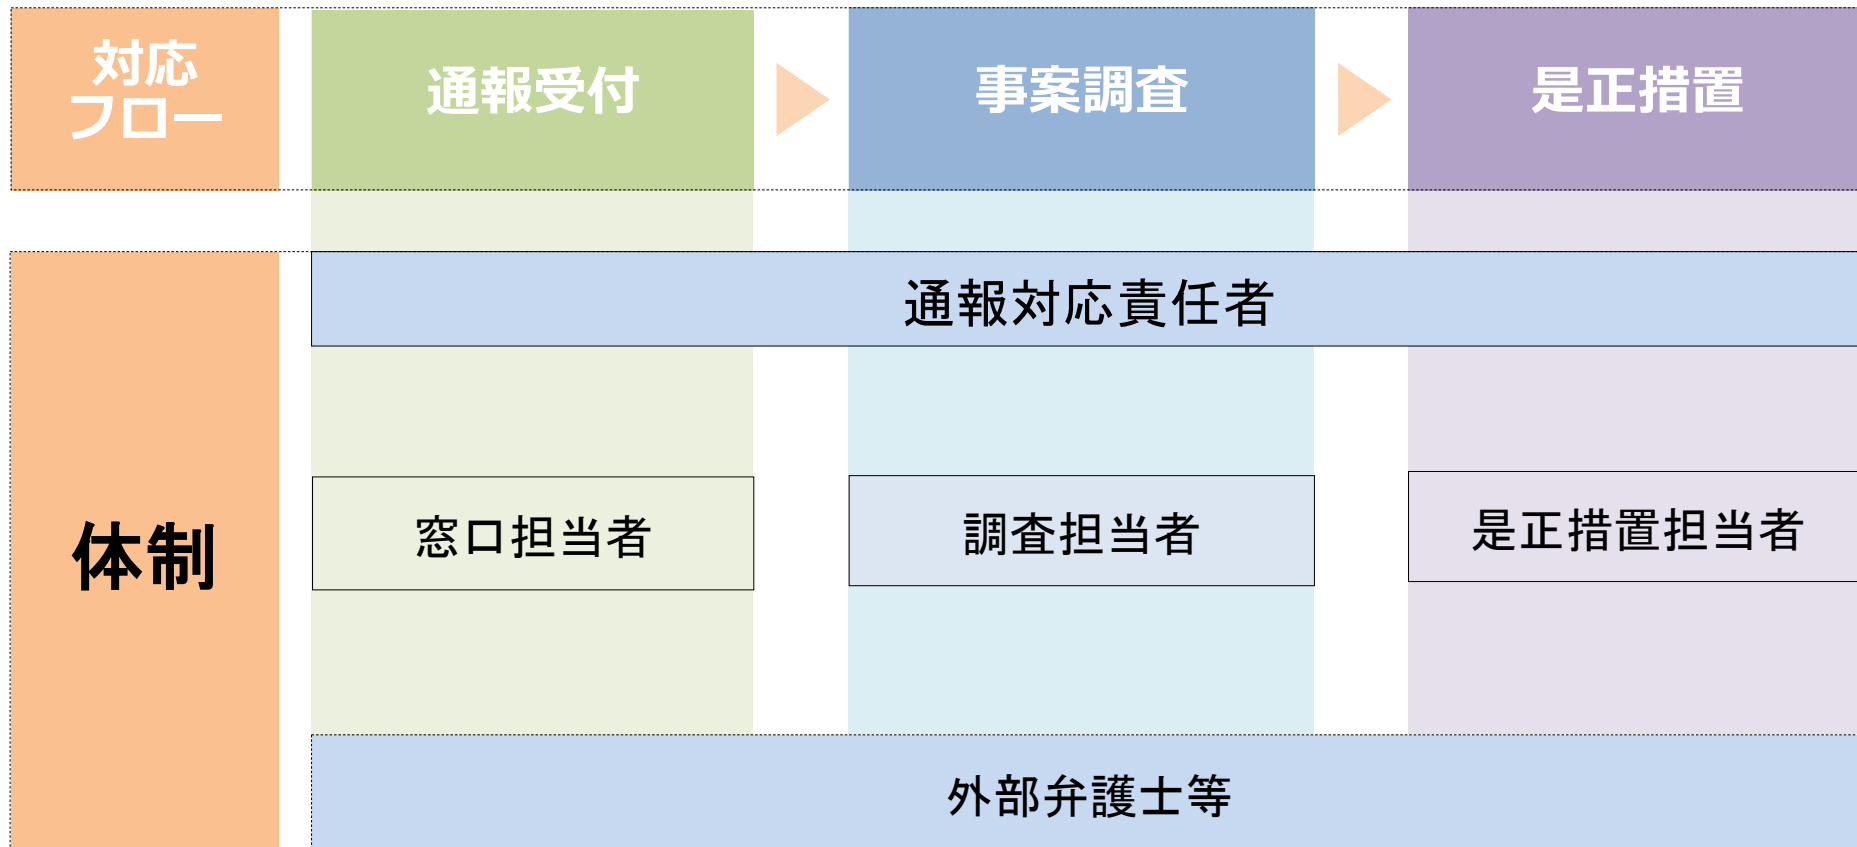 対応
フロー
通報受付
事案調査
是正措置
体制
通報対応責任者
窓口担当者
調査担当者
是正措置担当者
外部弁護士等